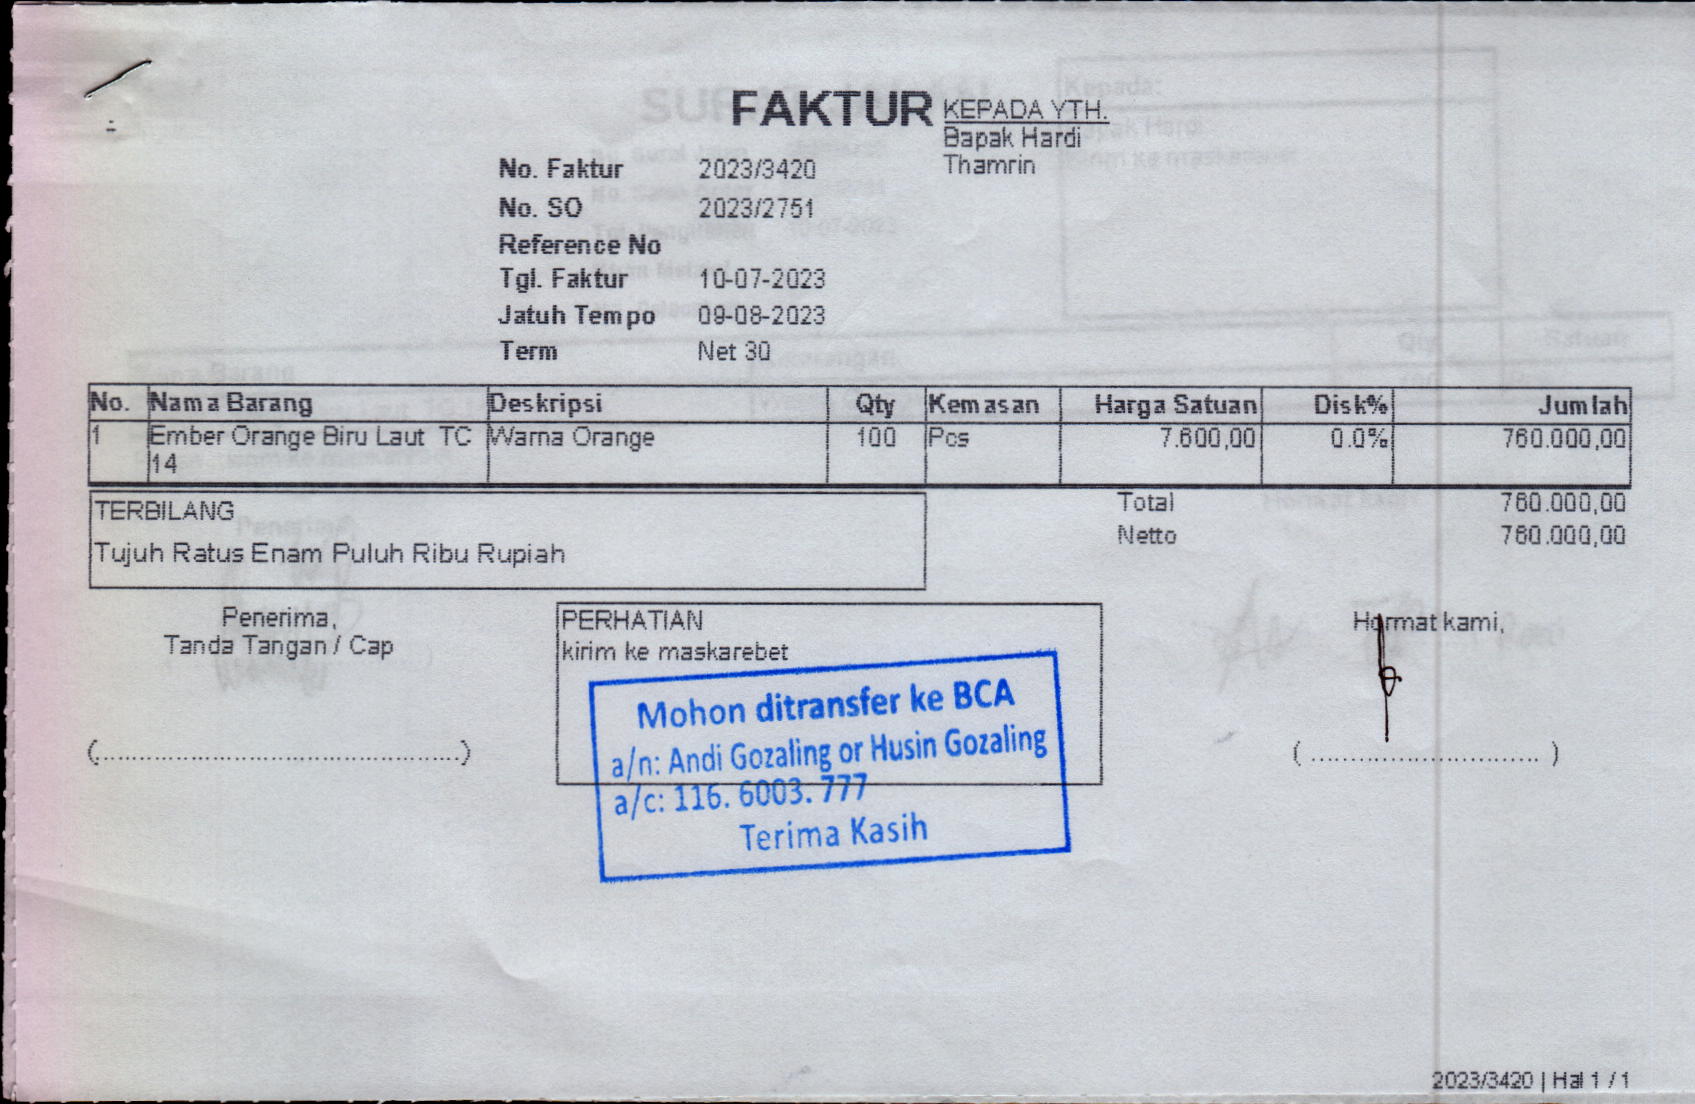 FAKTUR
KEPADA YTH.
Bapak Hardi
Thamrin
No. Faktur 2023/3420
No. SO 2023/2751
Reference No
Tgl. Faktur 10-07-2023
Jatuh Tempo 09-08-2023
Term Net 30
No. Nama Barang Deskripsi Qty Kemasan Harga Satuan Disk% Jumlah
1 Ember Orange Biru Laut TC Warna Orange 100 Pcs 7.600,00 0.0% 760.000,00
14
TERBILANG
Tujuh Ratus Enam Puluh Ribu Rupiah
Total 760.000,00
Netto 760.000,00
Penerima,
Tanda Tangan / Cap
(............................................)
PERHATIAN
kirim ke maskarebet
Mohon ditransfer ke BCA
a/n: Andi Gozaling or Husin Gozaling
a/c: 116. 6003. 777
Terima Kasih
Hormat kami,
(............................)
2023/3420 | Hal 1 / 1